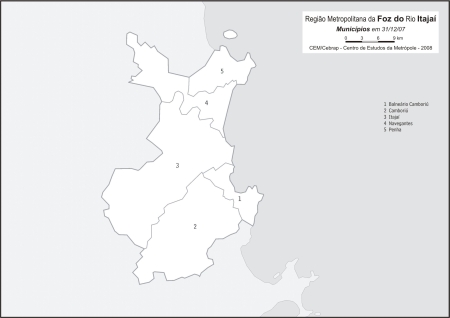 Região Metropolitana da Foz do Rio Itajaí
Municípios em 31/12/07
0 3 6 9 km
CEM/Cebrap - Centro de Estudos da Metrópole - 2008
5
4
1 Balneário Camboriú
2 Camboriú
3 Itajaí
4 Navegantes
5 Penha
3
1
2